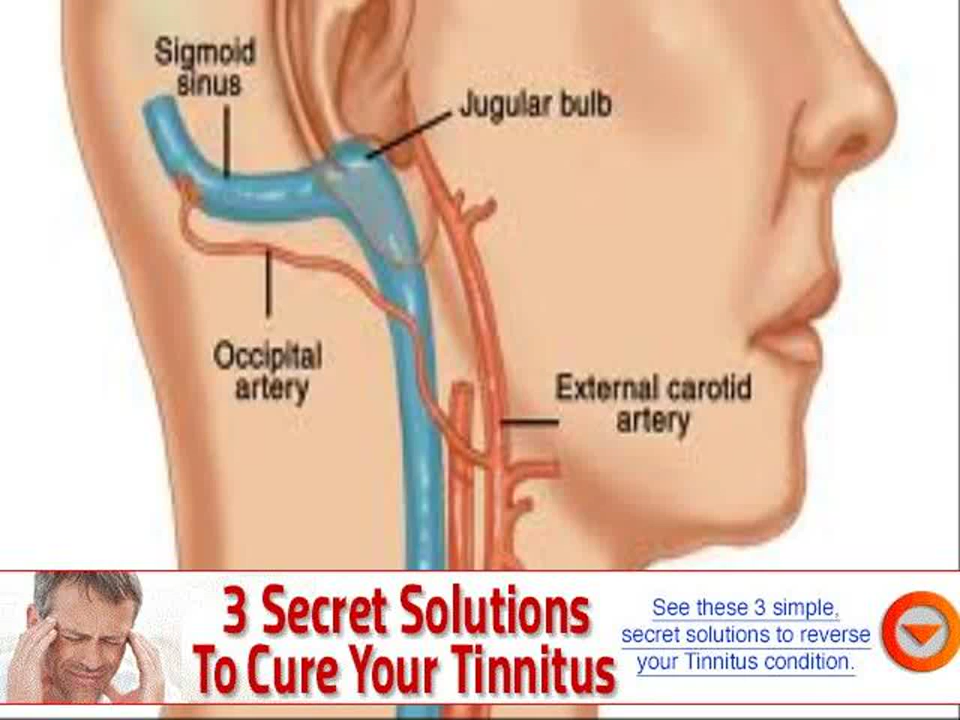 Sigmoid
sinus
Jugular bulb
Occipital
artery
External carotid
artery
3 Secret Solutions
To Cure Your Tinnitus
See these 3 simple,
secret solutions to reverse
your Tinnitus condition.